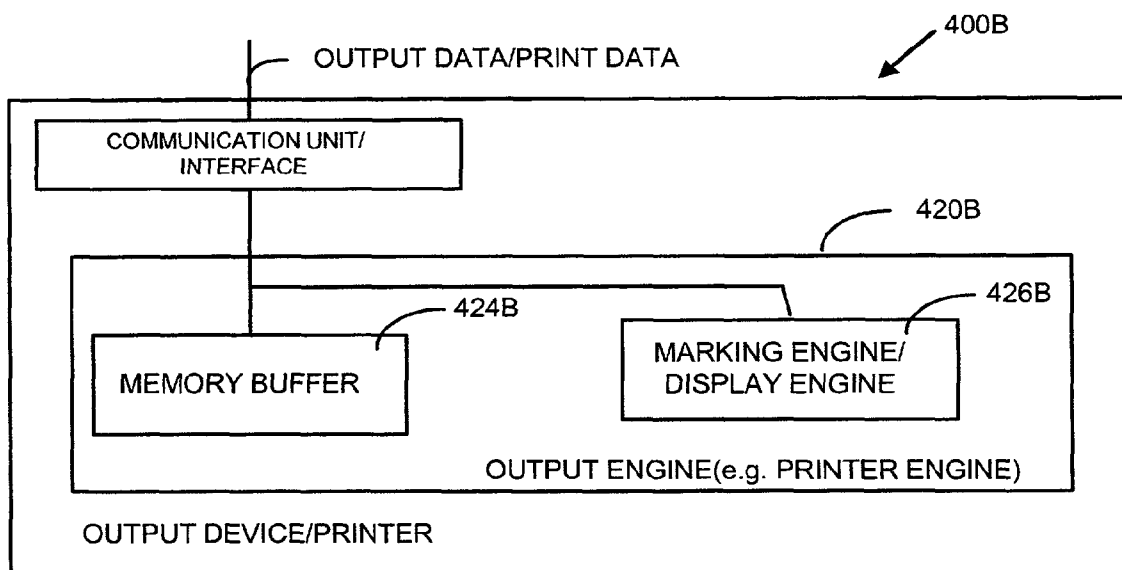 400B
OUTPUT DATA/PRINT DATA
COMMUNICATION UNIT/
INTERFACE
420B
424B
426B
MEMORY BUFFER
MARKING ENGINE/
DISPLAY ENGINE
OUTPUT ENGINE(e.g. PRINTER ENGINE)
OUTPUT DEVICE/PRINTER